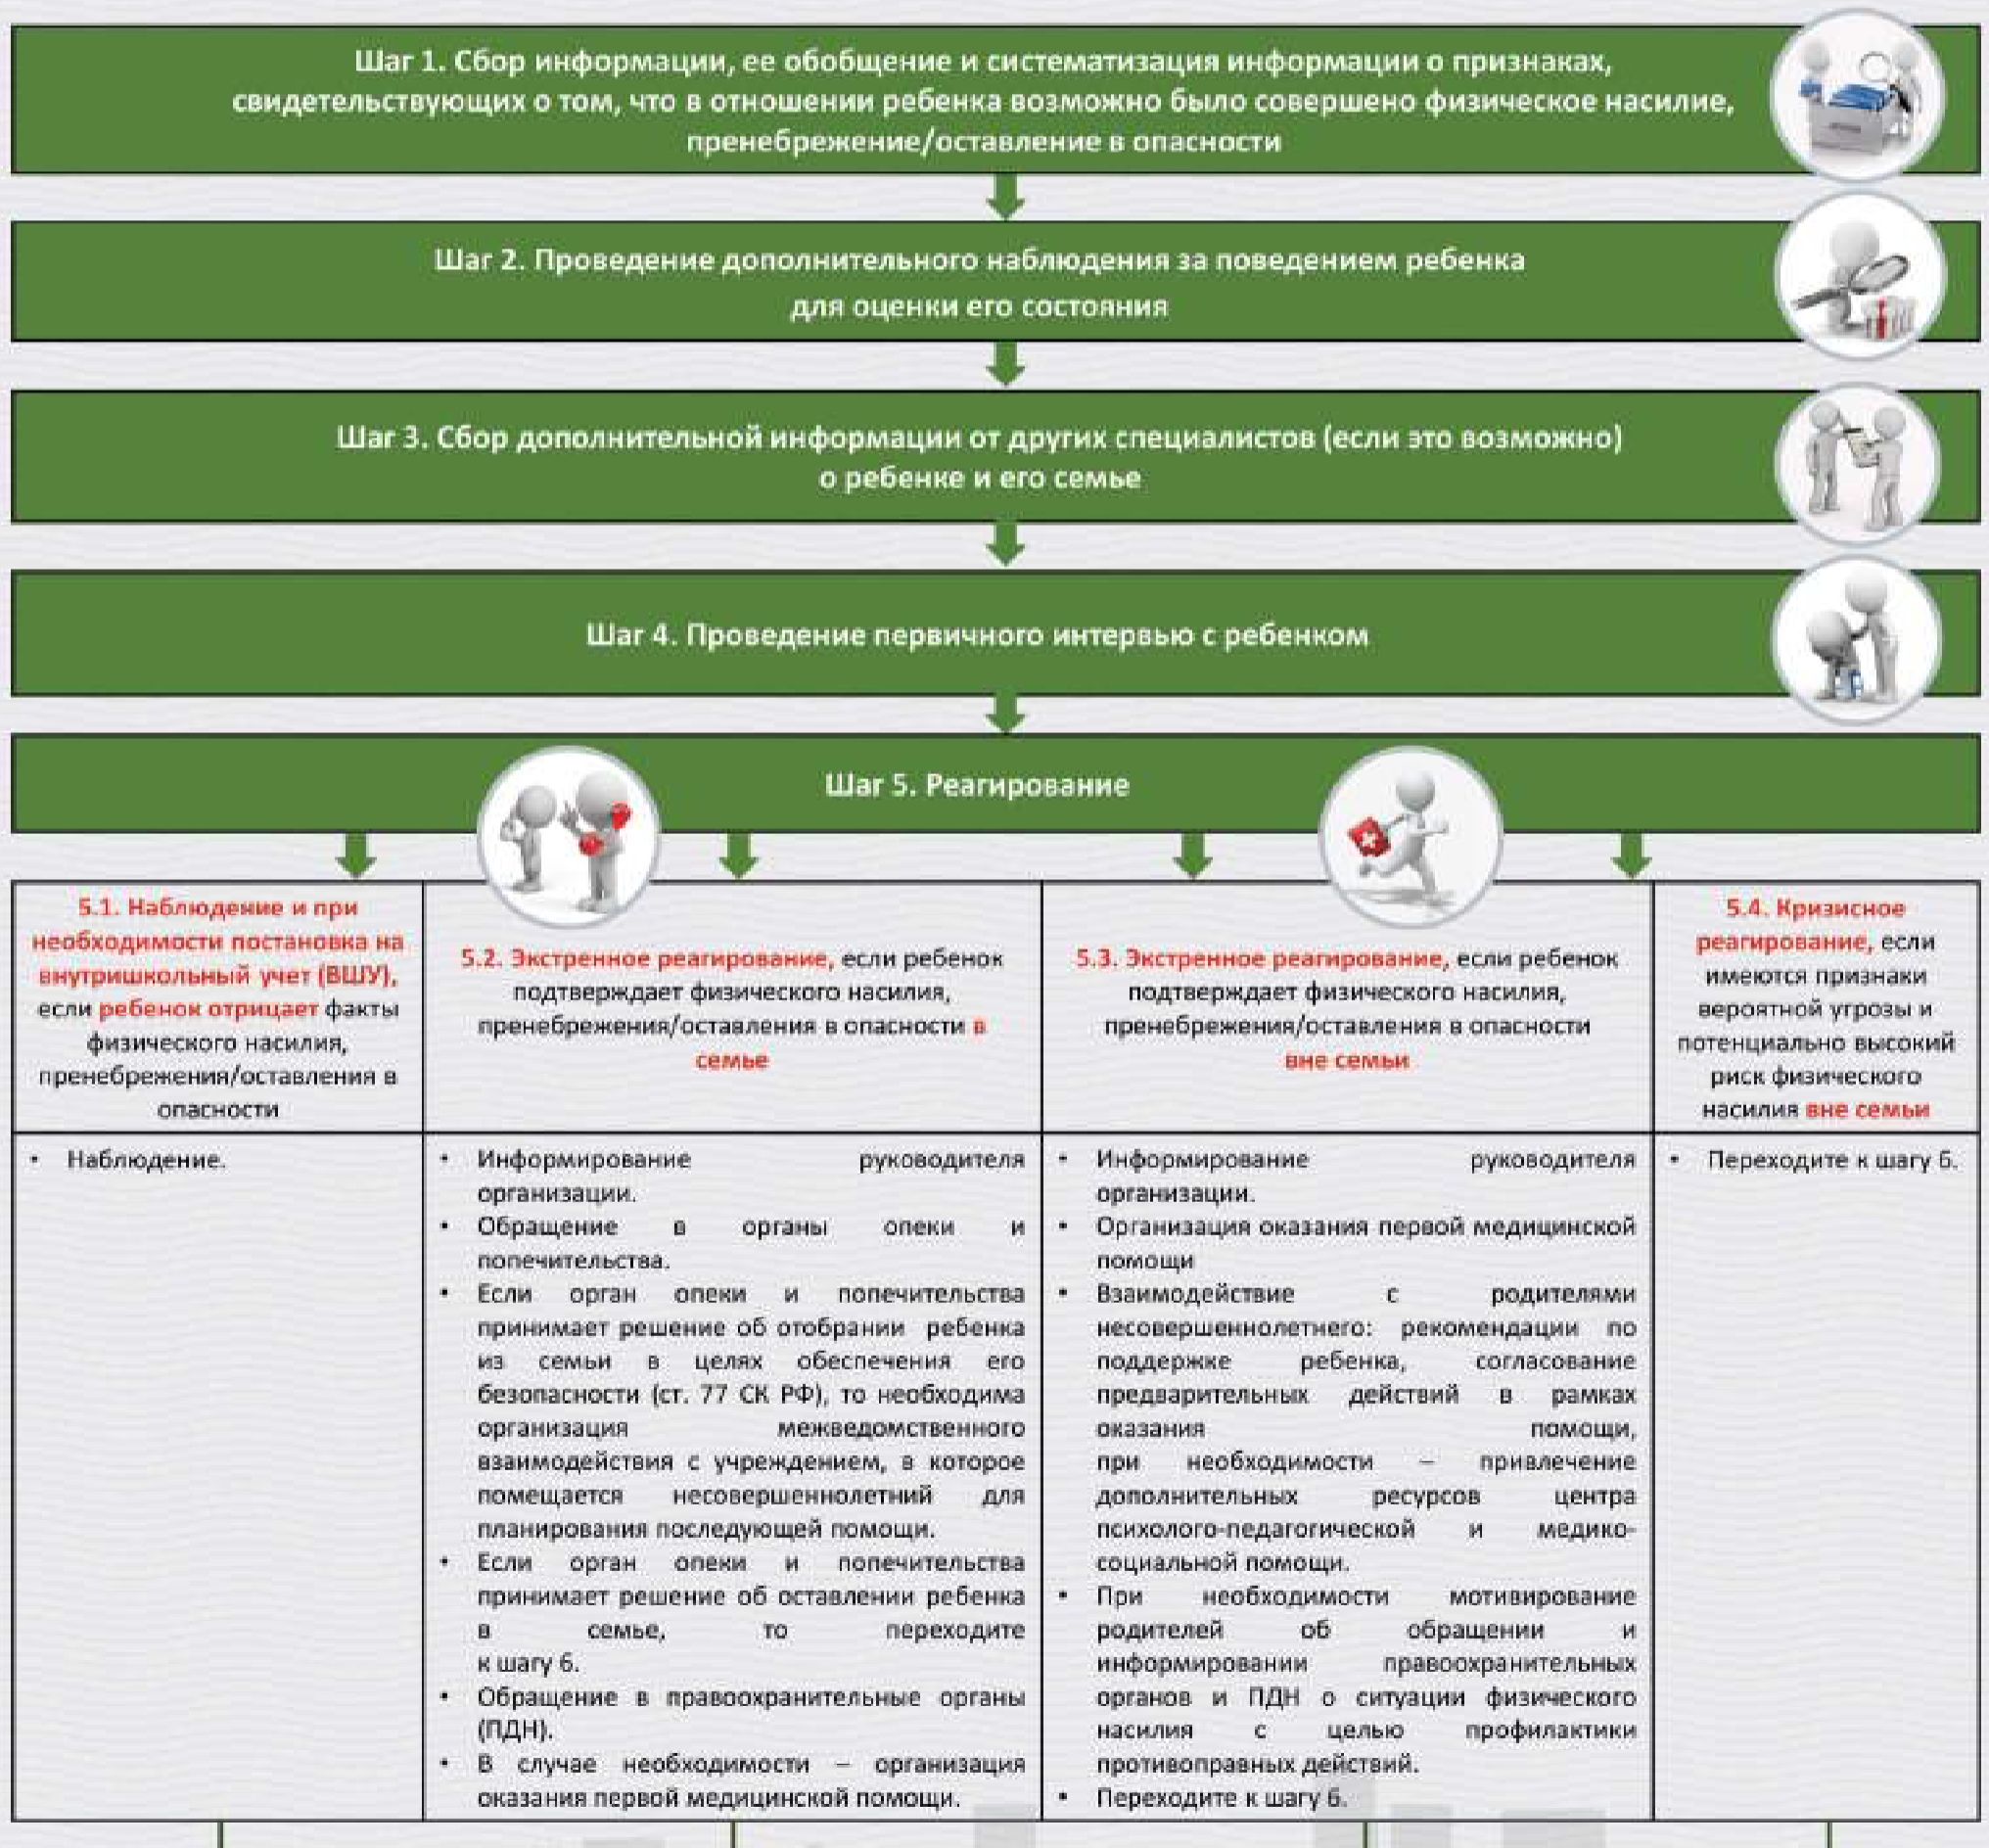 Шаг 1. Сбор информации, ее обобщение и систематизация информации о признаках,
свидетельствующих о том, что в отношении ребенка возможно было совершено физическое насилие,
пренебрежение/оставление в опасности
Шаг 2. Проведение дополнительного наблюдения за поведением ребенка
для оценки его состояния
Шаг 3. Сбор дополнительной информации от других специалистов (если это возможно)
о ребенке и его семье
Шаг 4. Проведение первичного интервью с ребенком
Шаг 5. Реагирование
5.1. Наблюдение и при
необходимости постановка на
внутришкольный учет (ВШУ),
если ребенок отрицает факты
физического насилия,
пренебрежения/оставления в
опасности
5.2. Экстренное реагирование, если ребенок
подтверждает физического насилия,
пренебрежения/оставления в опасности в
семье
5.3. Экстренное реагирование, если ребенок
подтверждает физического насилия,
пренебрежения/оставления в опасности
вне семьи
5.4. Кризисное
реагирование, если
имеются признаки
вероятной угрозы и
потенциально высокий
риск физического
насилия вне семьи
• Наблюдение.
• Информирование руководителя
организации.
• Обращение в органы опеки и
попечительства.
• Если орган опеки и попечительства
принимает решение об отобрании ребенка
из семьи в целях обеспечения его
безопасности (ст. 77 СК РФ), то необходима
организация межведомственного
взаимодействия с учреждением, в которое
помещается несовершеннолетний для
планирования последующей помощи.
• Если орган опеки и попечительства
принимает решение об оставлении ребенка
в семье, то переходите
к шагу 6.
• Обращение в правоохранительные органы
(ПДН).
• В случае необходимости – организация
оказания первой медицинской помощи.
• Информирование руководителя
организации.
• Организация оказания первой медицинской
помощи
• Взаимодействие с родителями
несовершеннолетнего: рекомендации по
поддержке ребенка, согласование
предварительных действий в рамках
оказания помощи,
при необходимости – привлечение
дополнительных ресурсов центра
психолого-педагогической и медико-
социальной помощи.
• При необходимости мотивирование
родителей об обращении и
информировании правоохранительных
органов и ПДН о ситуации физического
насилия с целью профилактики
противоправных действий.
• Переходите к шагу 6.
• Переходите к шагу 6.